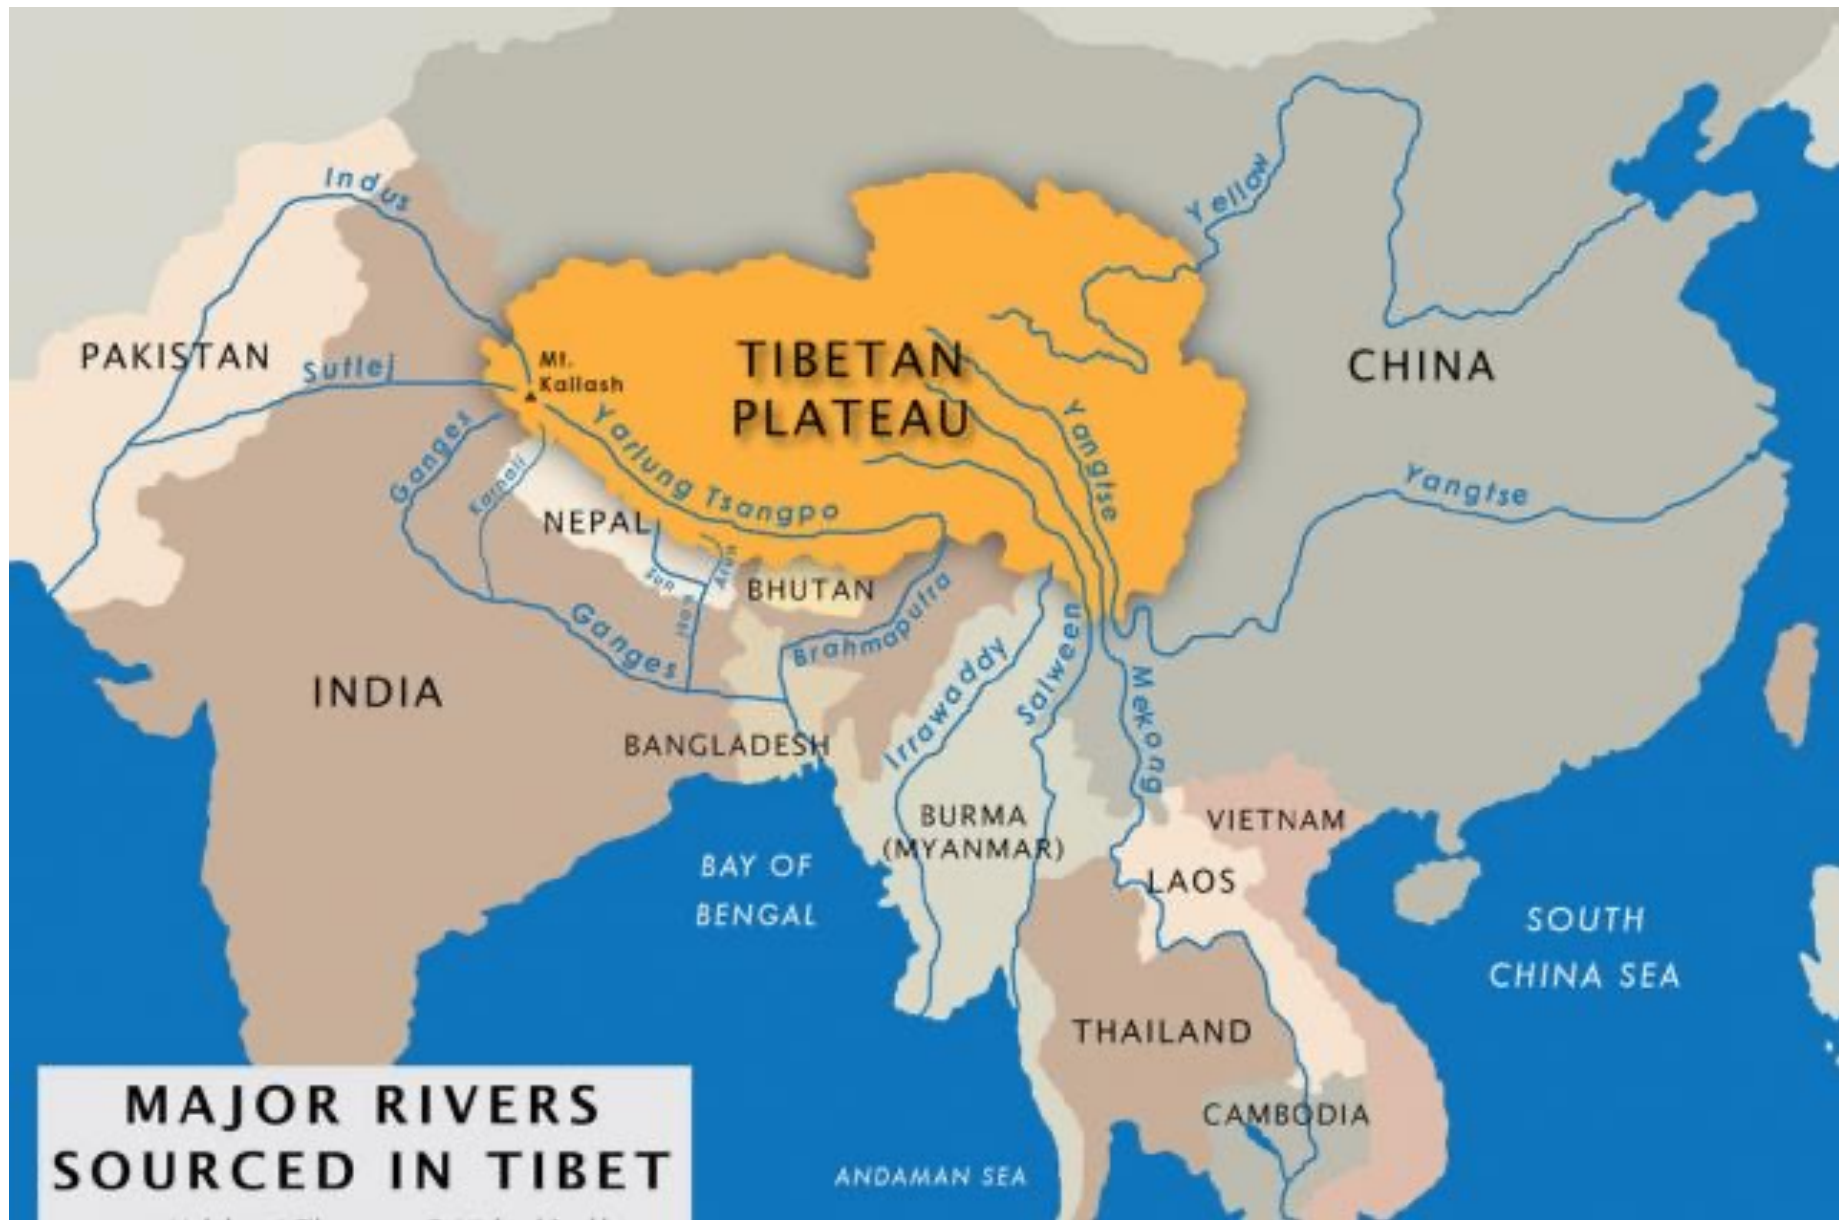 Indus
Yellow
PAKISTAN
Sutlej
Mt.
Kailash
TIBETAN
PLATEAU
CHINA
Ganges
Karnali
Yarlung Tsangpo
Yangtse
Yangtse
NEPAL
Sun
Kosi
Arun
BHUTAN
Brahmaputra
Ganges
INDIA
Irrawaddy
Salween
Mekong
BANGLADESH
BURMA
(MYANMAR)
VIETNAM
LAOS
BAY OF
BENGAL
SOUTH
CHINA SEA
THAILAND
CAMBODIA
ANDAMAN SEA
MAJOR RIVERS
SOURCED IN TIBET